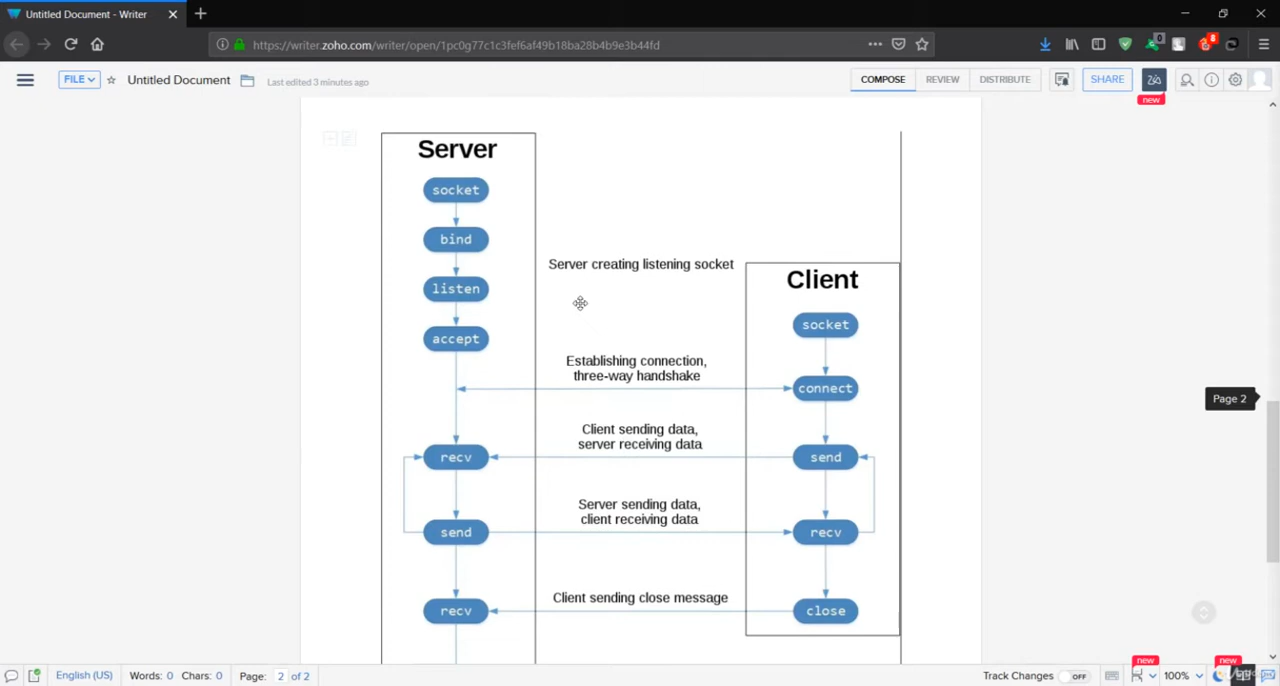 Untitled Document - Writer
https://writer.zoho.com/writer/open/1pc0g77c1c3fef6af49b18ba28b4b9e3b44fd
0
8
FILE
Untitled Document
Last edited 3 minutes ago
COMPOSE
REVIEW
DISTRIBUTE
SHARE
new
Server
socket
bind
listen
accept
recv
send
recv
Server creating listening socket
Establishing connection,
three-way handshake
Client sending data,
server receiving data
Server sending data,
client receiving data
Client sending close message
Client
socket
connect
send
recv
close
Page 2
English (US)
Words: 0
Chars: 0
Page: 2 of 2
Track Changes
OFF
new
100%
new